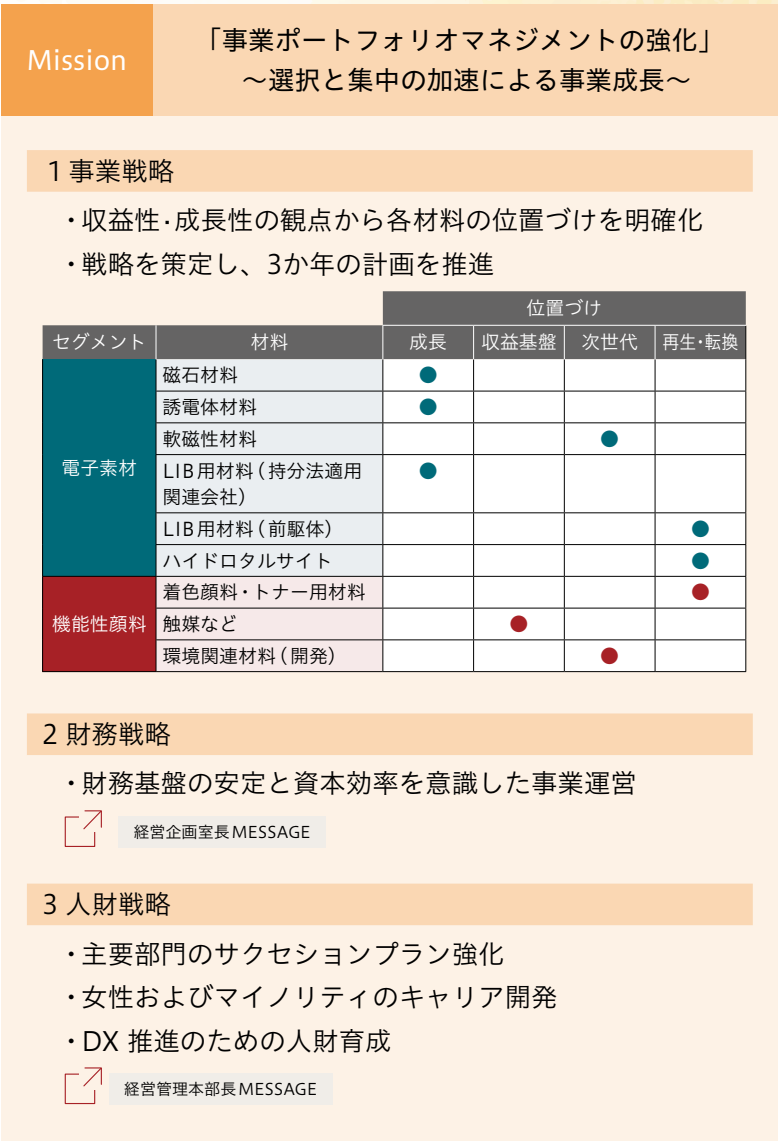 Mission
「事業ポートフォリオマネジメントの強化」
～選択と集中の加速による事業成長～
1 事業戦略
・収益性・成長性の観点から各材料の位置づけを明確化
・戦略を策定し、3か年の計画を推進
位置づけ
セグメント 材料 成長 収益基盤 次世代 再生・転換
電子素材
磁石材料 ●
誘電体材料 ●
軟磁性材料 ●
LIB用材料（持分法適用
関連会社） ●
LIB用材料（前駆体） ●
ハイドロタルサイト ●
機能性顔料
着色顔料・トナー用材料 ●
触媒など ●
環境関連材料（開発） ●
2 財務戦略
・財務基盤の安定と資本効率を意識した事業運営
経営企画室長MESSAGE
3 人財戦略
・主要部門のサクセションプラン強化
・女性およびマイノリティのキャリア開発
・DX 推進のための人財育成
経営管理本部長MESSAGE